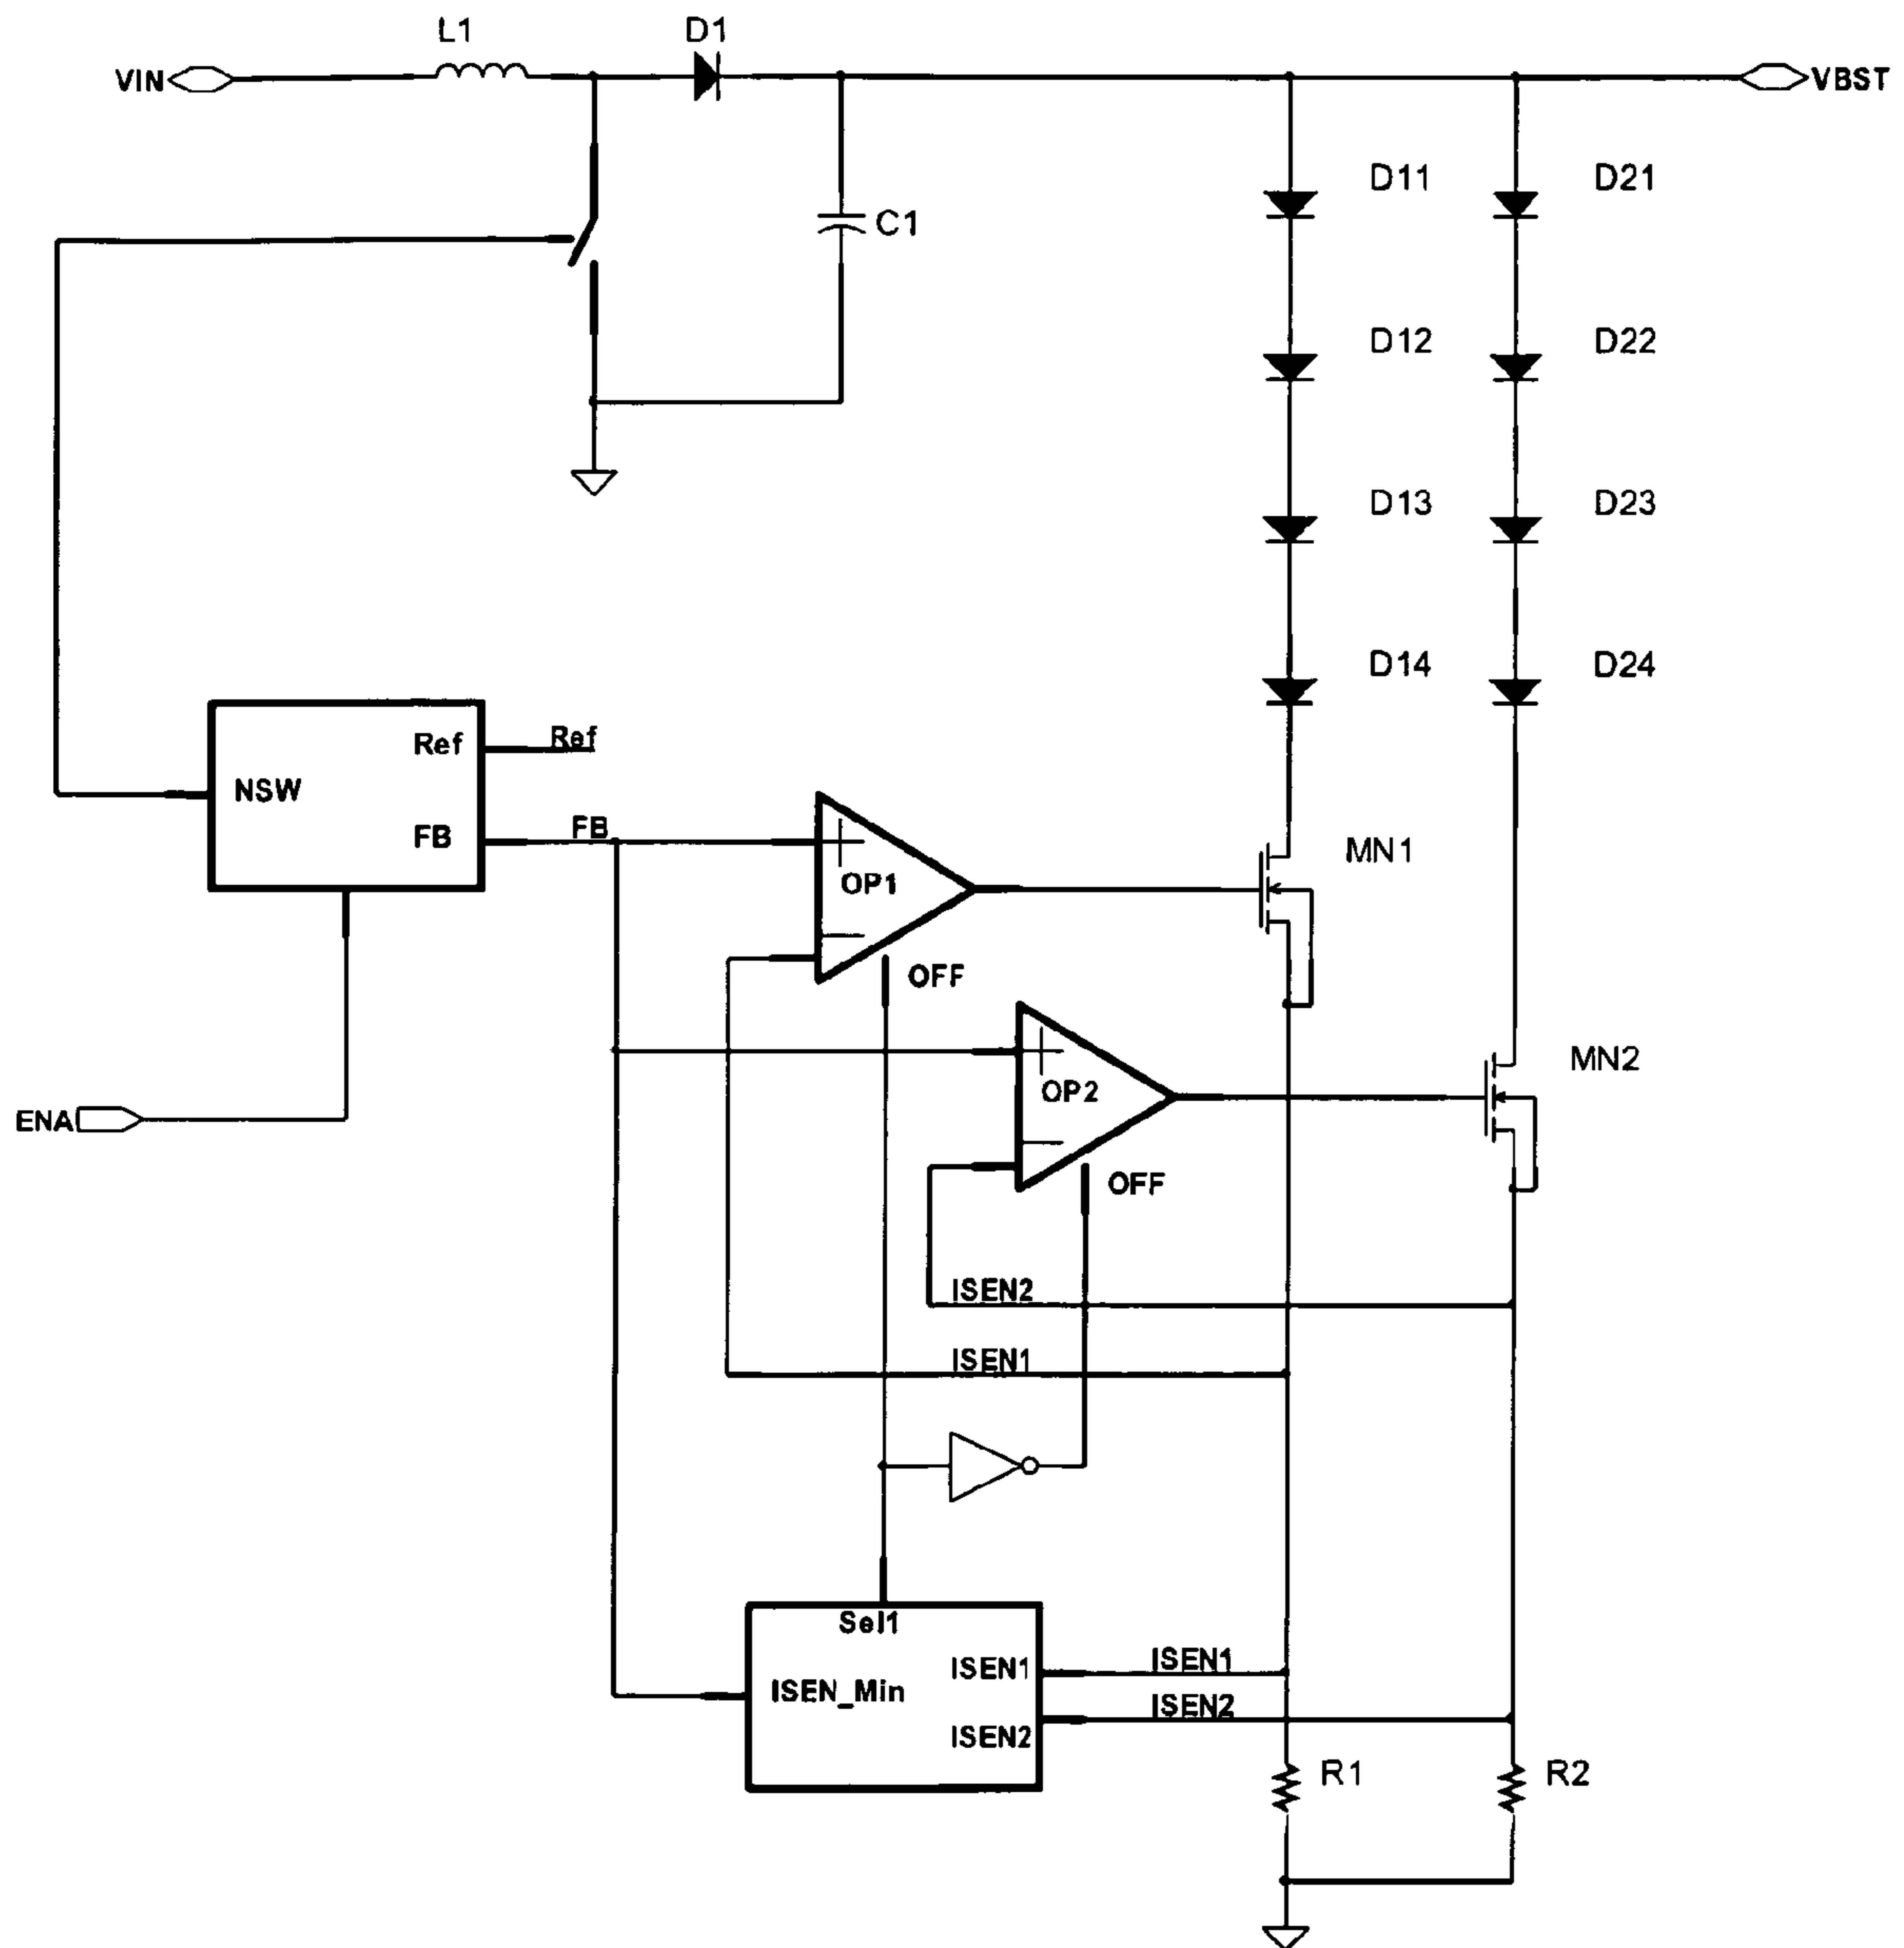 L1
D1
VIN
VBST
D11
D21
C1
D12
D22
D13
D23
D14
D24
Ref
Ref
NSW
FB
FB
OP1
MN1
OFF
OP2
MN2
ENA
OFF
ISEN2
ISEN1
Sel1
ISEN1
ISEN1
ISEN_Min
ISEN2
ISEN2
R1
R2